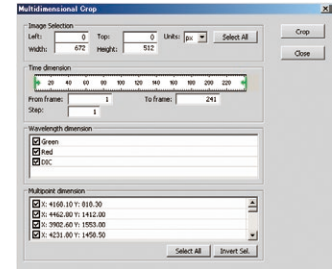 Multidimensional Crop
Image Selection
Left: 0 Top: 0 Units: px Select All
Width: 672 Height: 512
Crop
Close
Time dimension
20 40 60 80 100 120 140 160 180 200 220
From frame: 1 To frame: 241
Step: 1
Wavelength dimension
Green
Red
DIC
Multipoint dimension
X: 4160.10 Y: 810.30
X: 4462.00 Y: 1412.00
X: 3902.60 Y: 1553.00
X: 4231.00 Y: 1450.50
Select All Invert Sel.